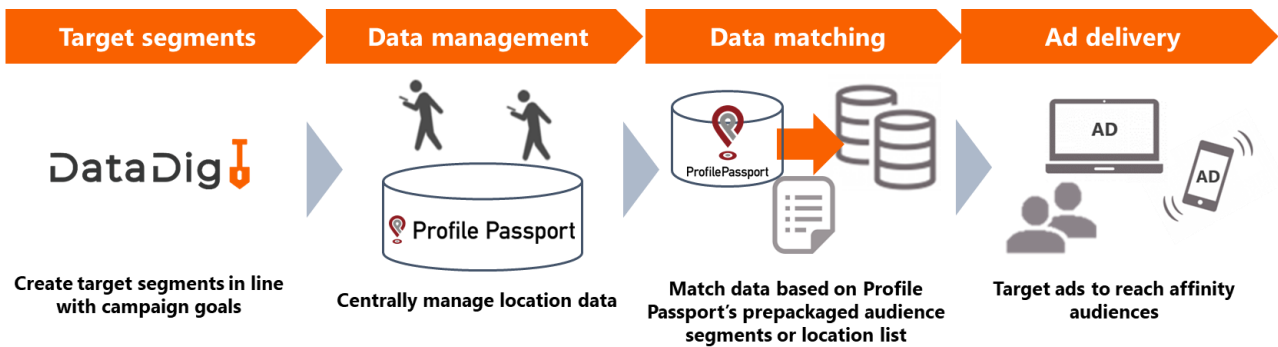 Target segments
Data management
Data matching
Ad delivery
DataDig
Create target segments in line
with campaign goals
Profile Passport
Centrally manage location data
ProfilePassport
Match data based on Profile
Passport's prepackaged audience
segments or location list
AD
AD
Target ads to reach affinity
audiences